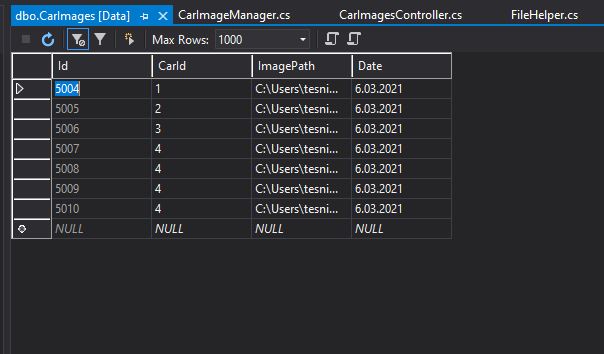 dbo.CarImages [Data] CarImageManager.cs CarImagesController.cs FileHelper.cs
Max Rows: 1000
Id CarId ImagePath Date
5004 1 C:\Users\tesni... 6.03.2021
5005 2 C:\Users\tesni... 6.03.2021
5006 3 C:\Users\tesni... 6.03.2021
5007 4 C:\Users\tesni... 6.03.2021
5008 4 C:\Users\tesni... 6.03.2021
5009 4 C:\Users\tesni... 6.03.2021
5010 4 C:\Users\tesni... 6.03.2021
NULL NULL NULL NULL